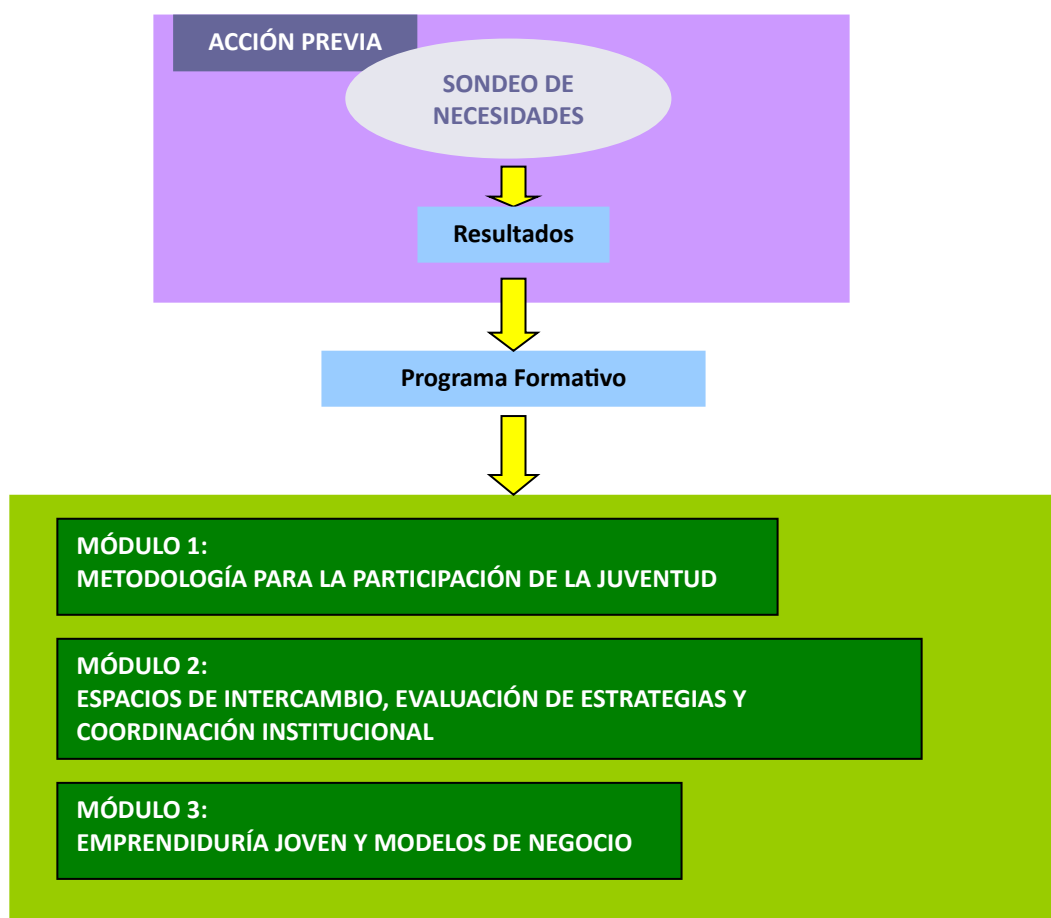 ACCIÓN PREVIA
SONDEO DE
NECESIDADES
Resultados
Programa Formativo
MÓDULO 1:
METODOLOGÍA PARA LA PARTICIPACIÓN DE LA JUVENTUD
MÓDULO 2:
ESPACIOS DE INTERCAMBIO, EVALUACIÓN DE ESTRATEGIAS Y
COORDINACIÓN INSTITUCIONAL
MÓDULO 3:
EMPRENDIDURÍA JOVEN Y MODELOS DE NEGOCIO